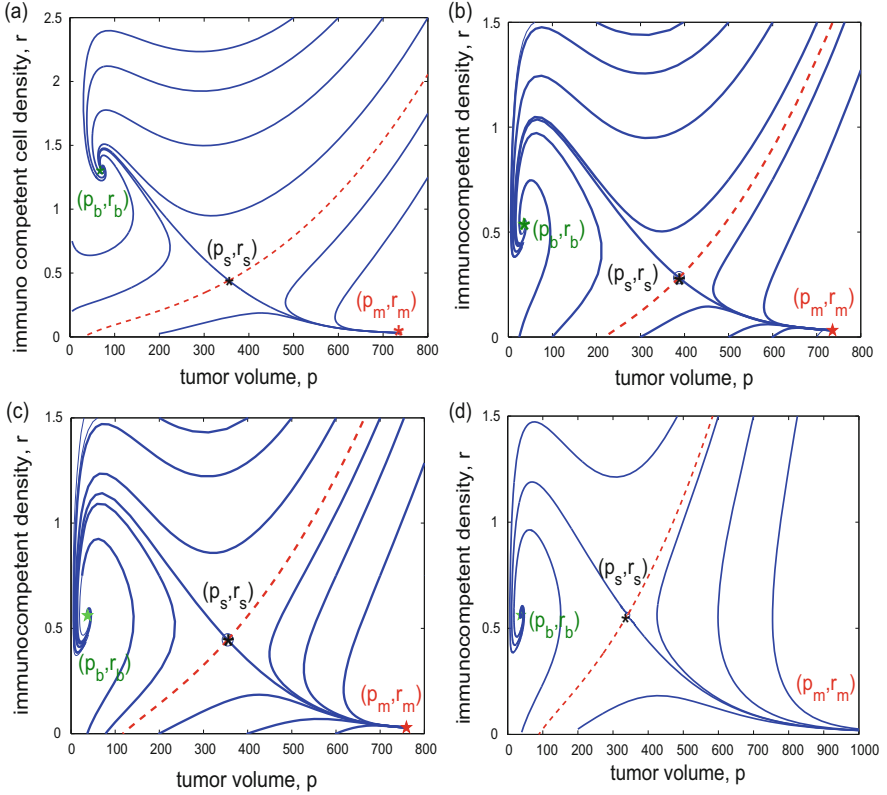 (a)
immuno competent cell density, r
2.5
2
1.5
1
0.5
0
(p_b,r_b)
(p_s,r_s)
(p_m,r_m)
0 100 200 300 400 500 600 700 800
tumor volume, p
(b)
immunocompetent density, r
1.5
1
0.5
0
(p_b,r_b)
(p_s,r_s)
(p_m,r_m)
0 100 200 300 400 500 600 700 800
tumor volume, p
(c)
immunocompetent density, r
1.5
1
0.5
0
(p_s,r_s)
(p_b,r_b)
(p_m,r_m)
0 100 200 300 400 500 600 700 800
tumor volume, p
(d)
immunocompetent density, r
1.5
1
0.5
0
(p_s,r_s)
(p_b,r_b)
(p_m,r_m)
0 100 200 300 400 500 600 700 800 900 1000
tumor volume, p